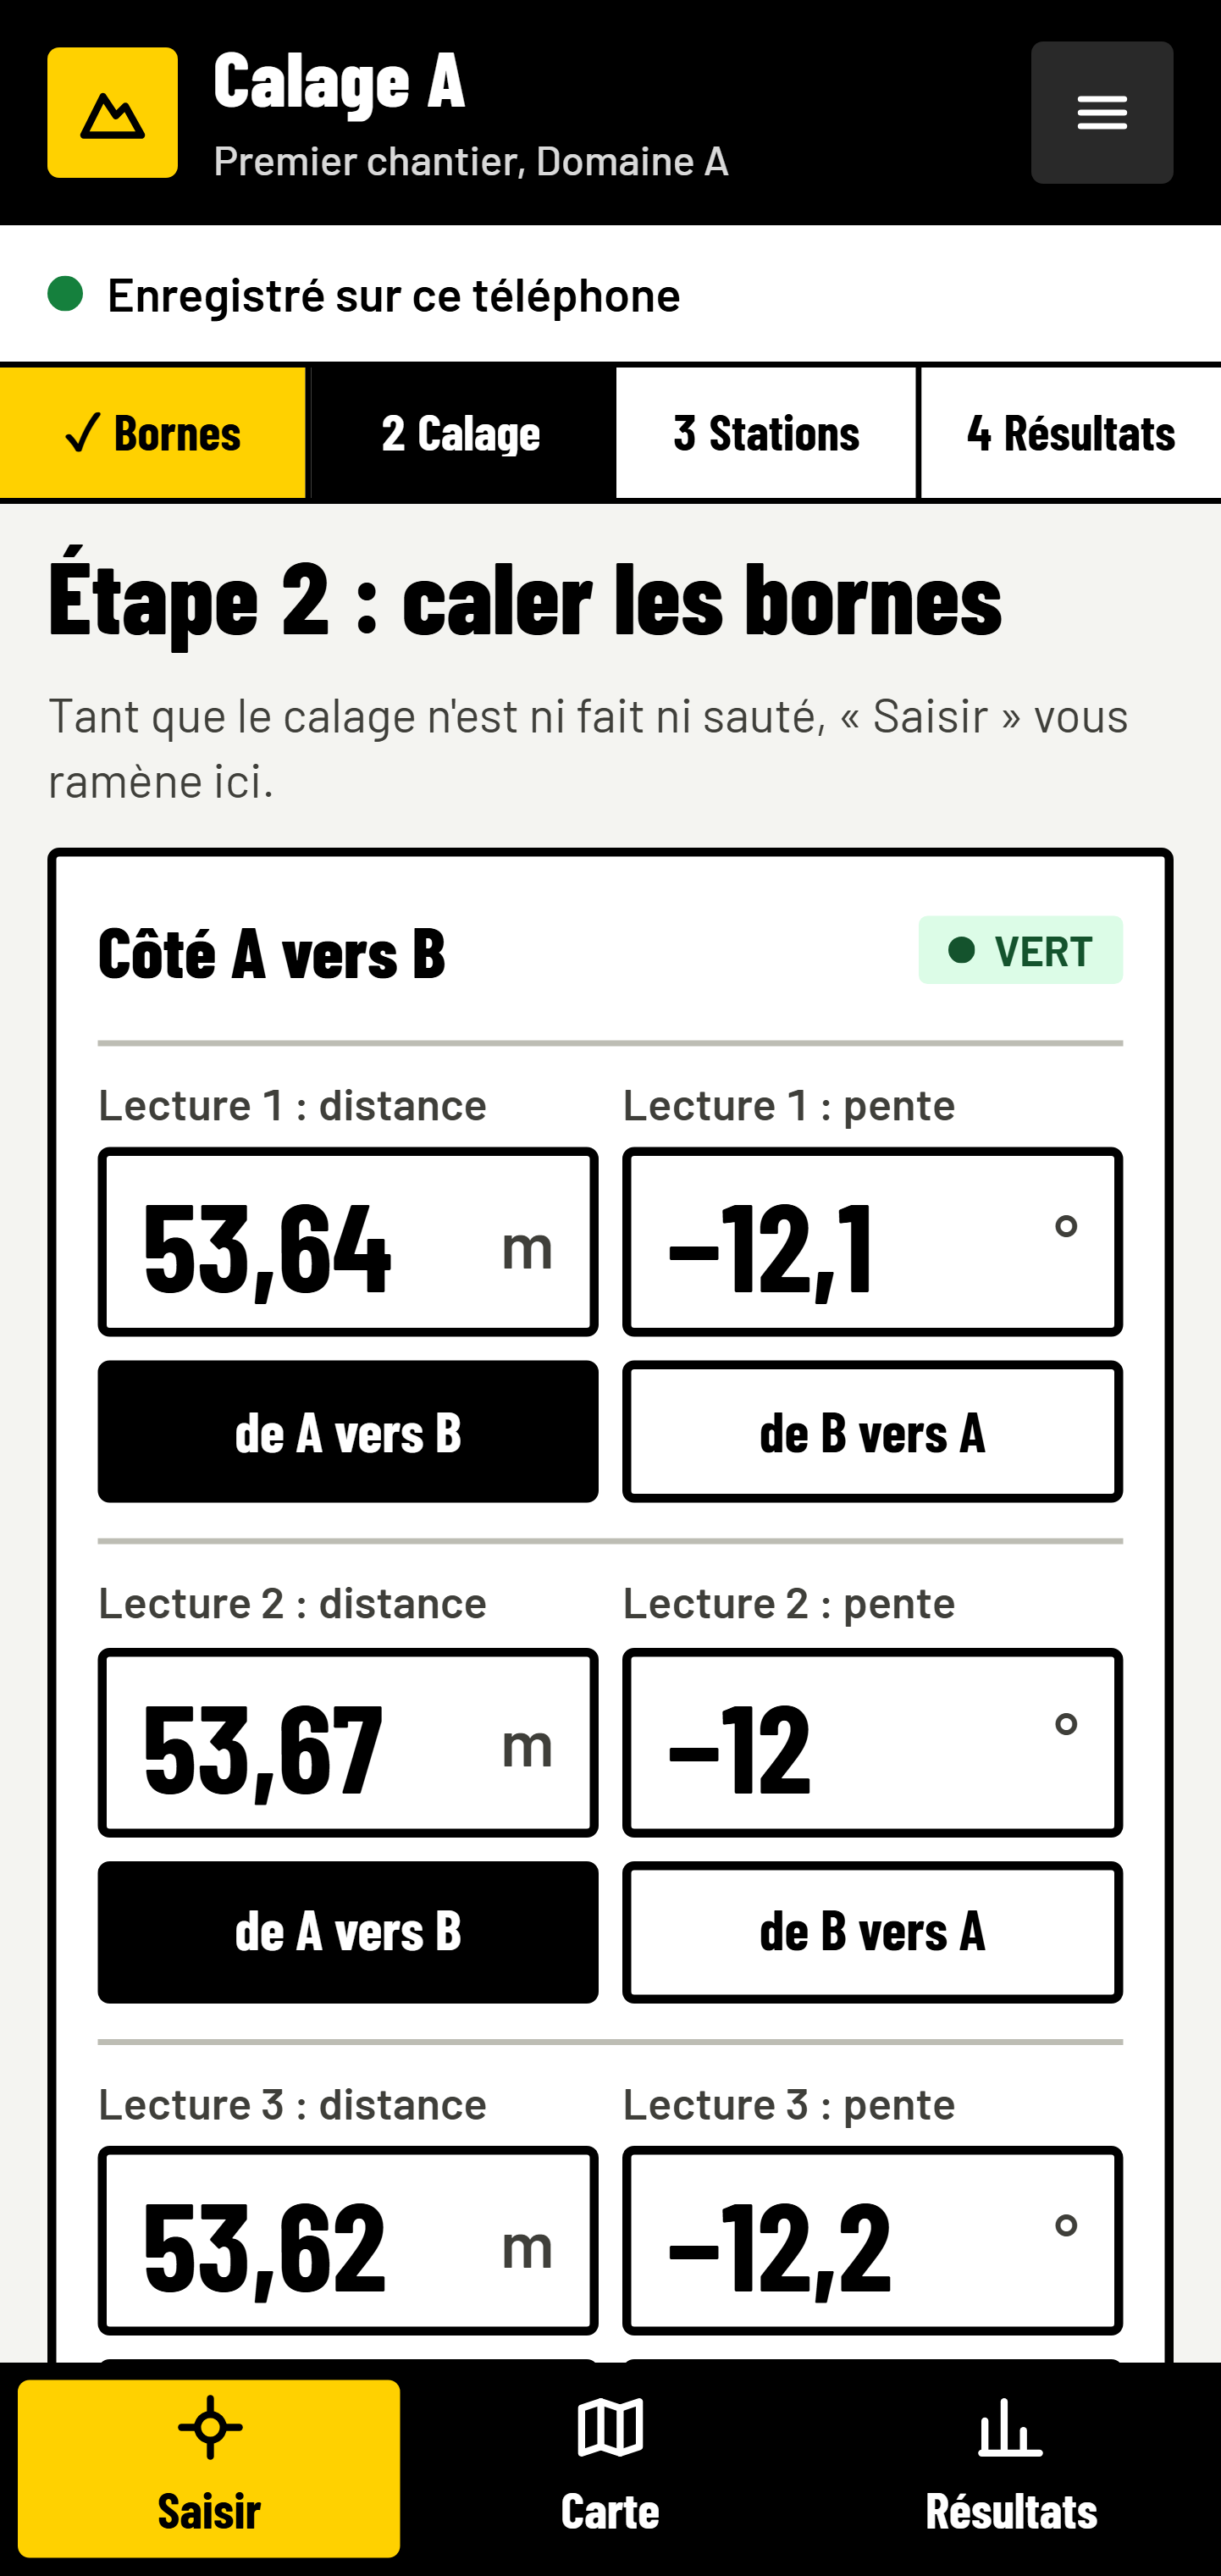 Calage A
Premier chantier, Domaine A
Enregistré sur ce téléphone
✓ Bornes
2 Calage
3 Stations
4 Résultats
Étape 2 : caler les bornes
Tant que le calage n'est ni fait ni sauté, « Saisir » vous
ramène ici.
Côté A vers B
VERT
Lecture 1 : distance
Lecture 1 : pente
53,64 m
−12,1 °
de A vers B
de B vers A
Lecture 2 : distance
Lecture 2 : pente
53,67 m
−12 °
de A vers B
de B vers A
Lecture 3 : distance
Lecture 3 : pente
53,62 m
−12,2 °
Saisir
Carte
Résultats